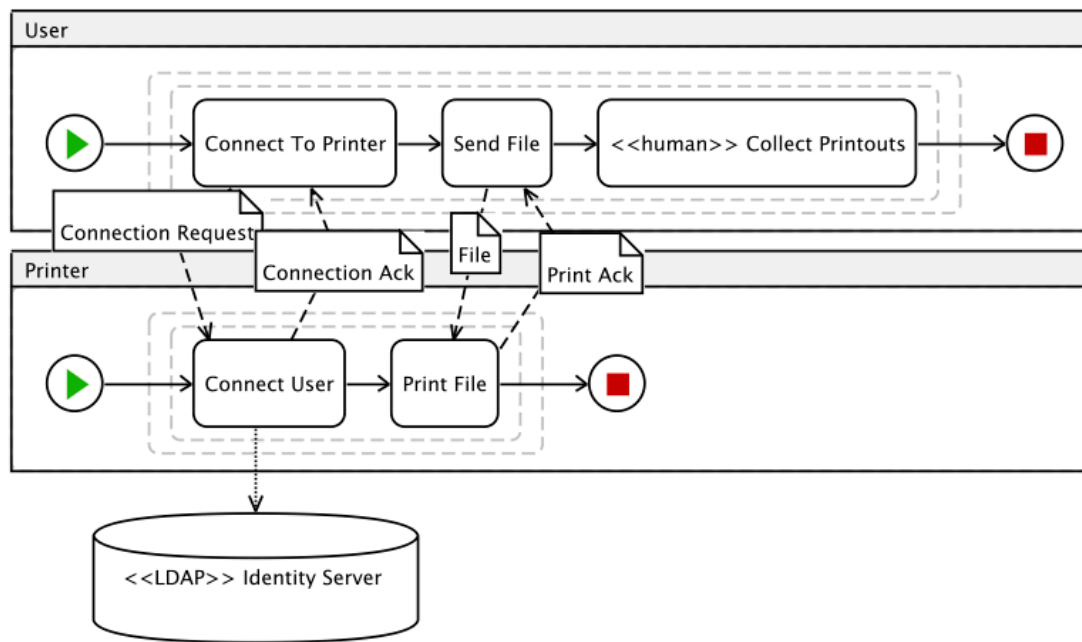 User
Connect To Printer
Send File
<<human>> Collect Printouts
Connection Request
Connection Ack
File
Print Ack
Printer
Connect User
Print File
<<LDAP>> Identity Server